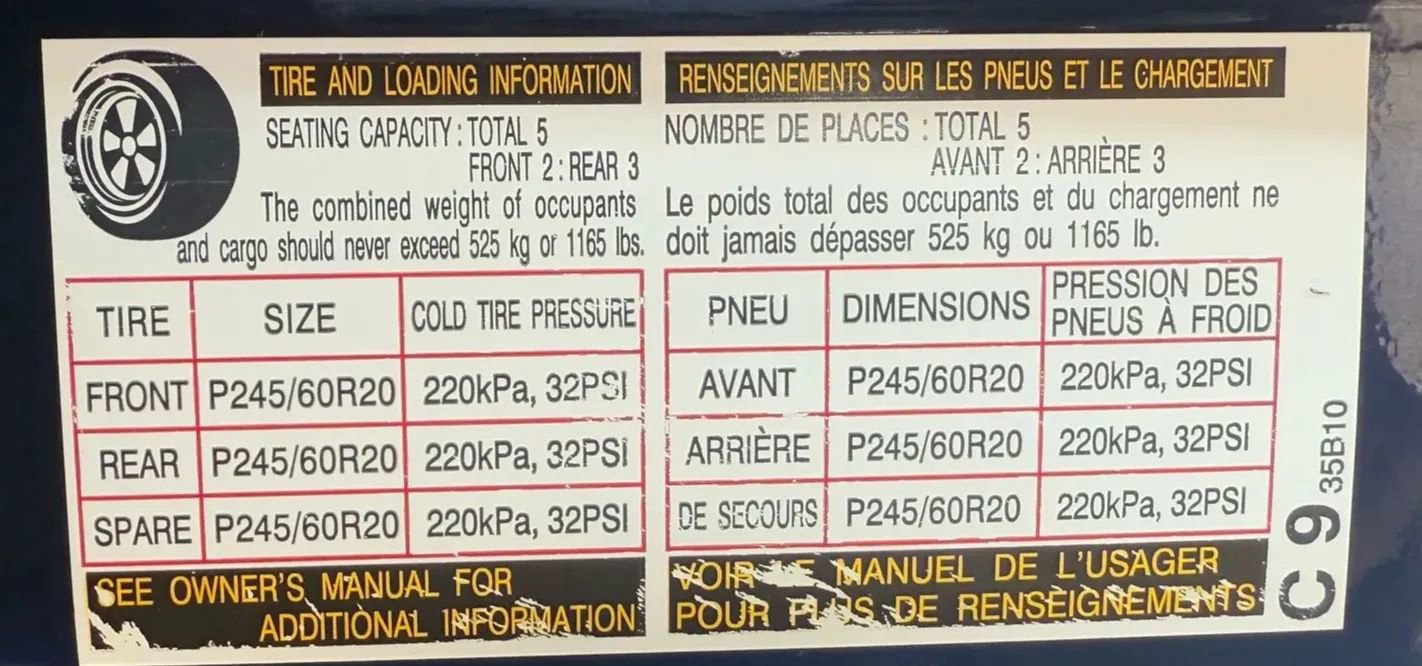 TIRE AND LOADING INFORMATION
SEATING CAPACITY : TOTAL 5
FRONT 2 : REAR 3
The combined weight of occupants
and cargo should never exceed 525 kg or 1165 lbs.
TIRE SIZE COLD TIRE PRESSURE
FRONT P245/60R20 220kPa, 32PSI
REAR P245/60R20 220kPa, 32PSI
SPARE P245/60R20 220kPa, 32PSI
SEE OWNER'S MANUAL FOR
ADDITIONAL INFORMATION
RENSEIGNEMENTS SUR LES PNEUS ET LE CHARGEMENT
NOMBRE DE PLACES : TOTAL 5
AVANT 2 : ARRIÈRE 3
Le poids total des occupants et du chargement ne
doit jamais dépasser 525 kg ou 1165 lb.
PNEU DIMENSIONS PRESSION DES
PNEUS À FROID
AVANT P245/60R20 220kPa, 32PSI
ARRIÈRE P245/60R20 220kPa, 32PSI
DE SECOURS P245/60R20 220kPa, 32PSI
VOIR LE MANUEL DE L'USAGER
POUR PLUS DE RENSEIGNEMENTS
C 9 35B10